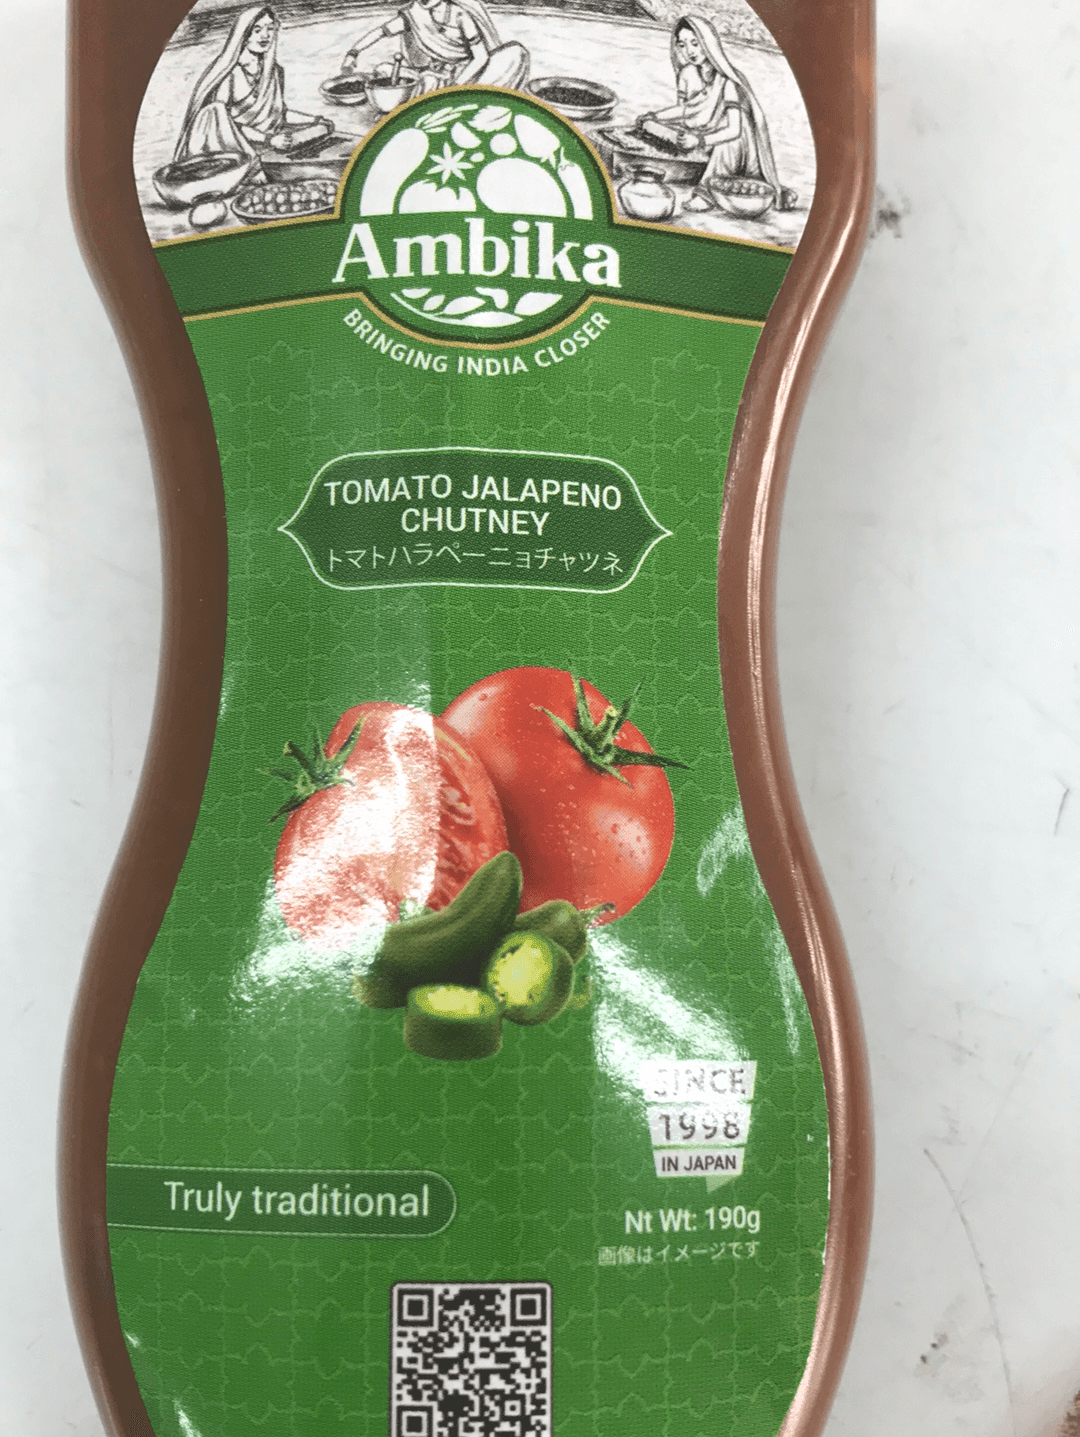 Ambika
BRINGING INDIA CLOSER
TOMATO JALAPENO
CHUTNEY
トマトハラペーニョチャツネ
SINCE
1998
IN JAPAN
Truly traditional
Nt Wt: 190g
画像はイメージです